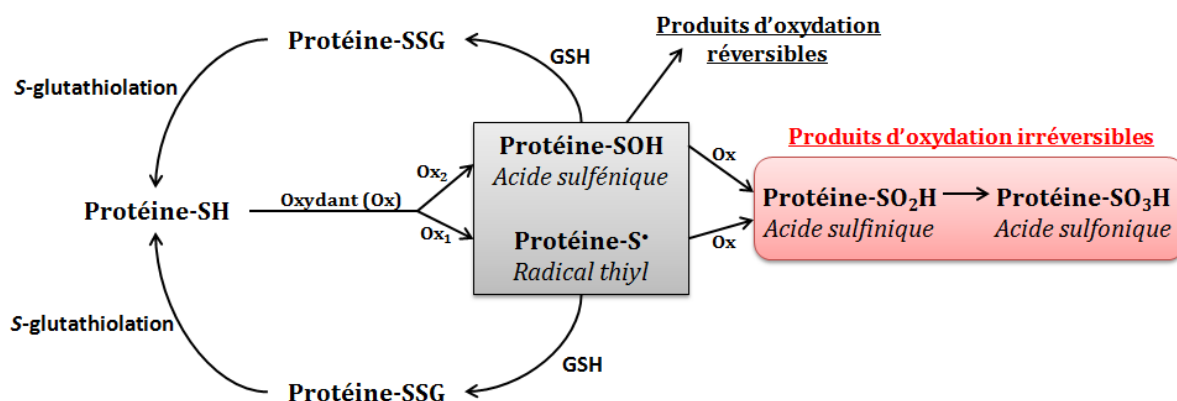 Produits d'oxydation
réversibles
Protéine-SSG
GSH
S-glutathiolation
Produits d'oxydation irréversibles
Protéine-SOH
Acide sulfénique
Ox
Ox₂
Protéine-SO₂H
Protéine-SO₃H
Acide sulfinique
Acide sulfonique
Protéine-SH
Oxydant (Ox)
Ox₁
Protéine-S•
Radical thiyl
Ox
S-glutathiolation
GSH
Protéine-SSG